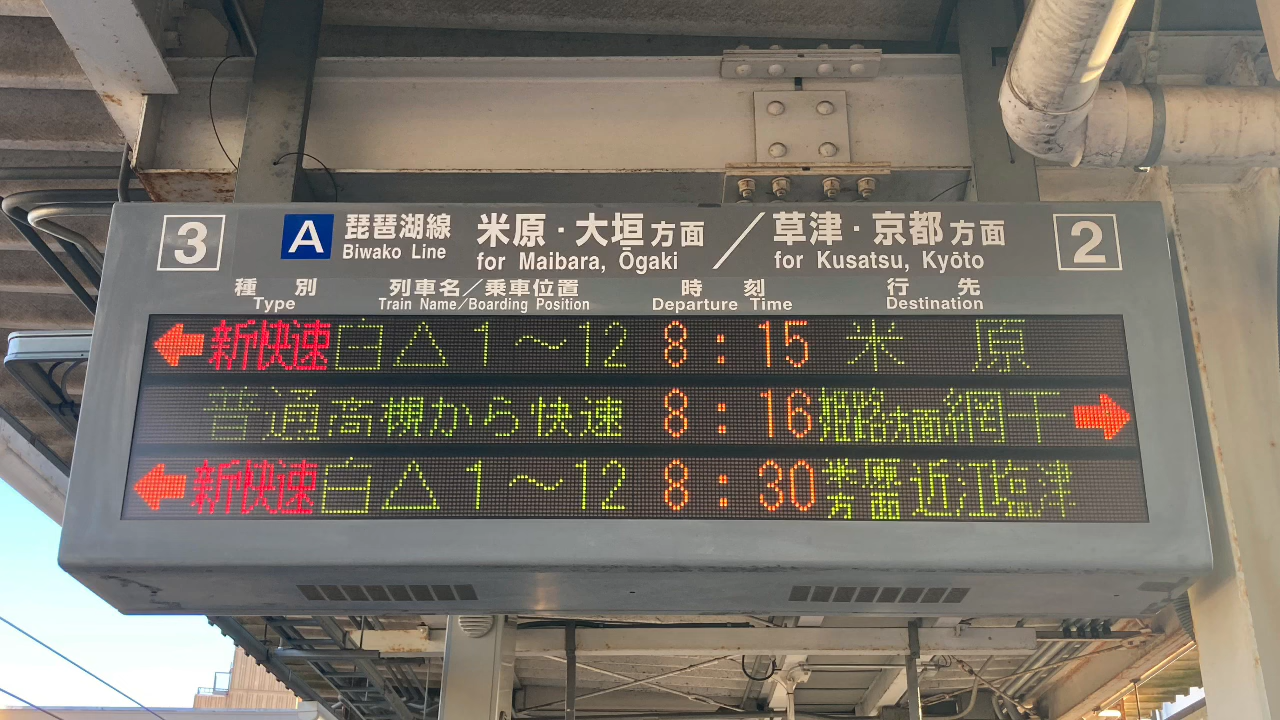 3 A 琵琶湖線 Biwako Line 米原・大垣方面 for Maibara, Ōgaki ／ 草津・京都方面 for Kusatsu, Kyōto 2
種別 Type 列車名／乗車位置 Train Name／Boarding Position 時刻 Departure Time 行先 Destination
← 新快速 白△ 1～12 8:15 米原
普通 高槻から快速 8:16 姫路方面 網干 →
← 新快速 白△ 1～12 8:30 近江塩津